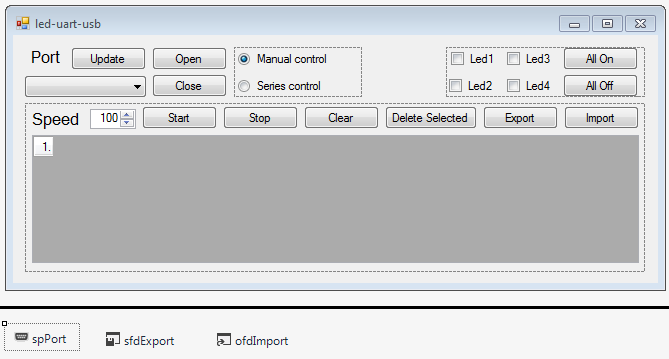 led-uart-usb
Port Update Open Manual control Led1 Led3 All On
Close Series control Led2 Led4 All Off
Speed 100 Start Stop Clear Delete Selected Export Import
1.
spPort sfdExport ofdImport